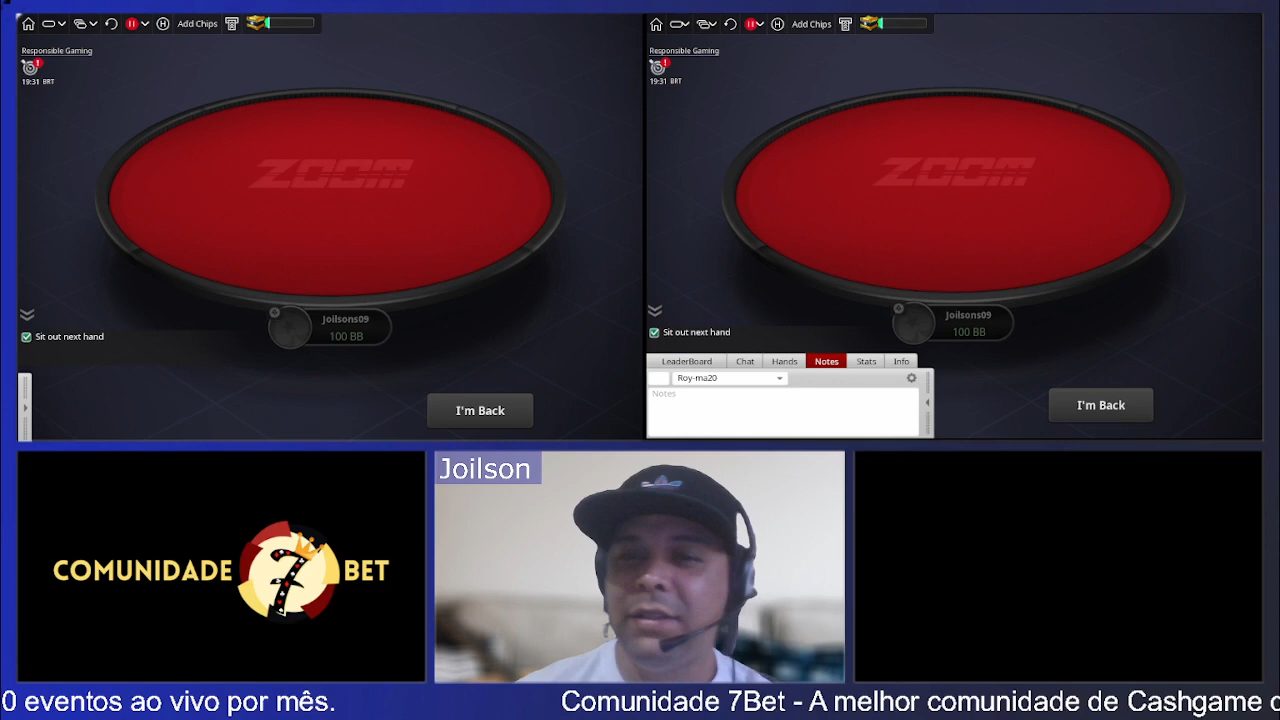 Add Chips
Responsible Gaming
19:31 BRT
ZOOM
Joilsons09
100 BB
Sit out next hand
I'm Back
Add Chips
Responsible Gaming
19:31 BRT
ZOOM
Joilsons09
100 BB
Sit out next hand
LeaderBoard Chat Hands Notes Stats Info
Roy-ma20
Notes
I'm Back
COMUNIDADE 7 BET
Joilson
0 eventos ao vivo por mês. Comunidade 7Bet - A melhor comunidade de Cashgame